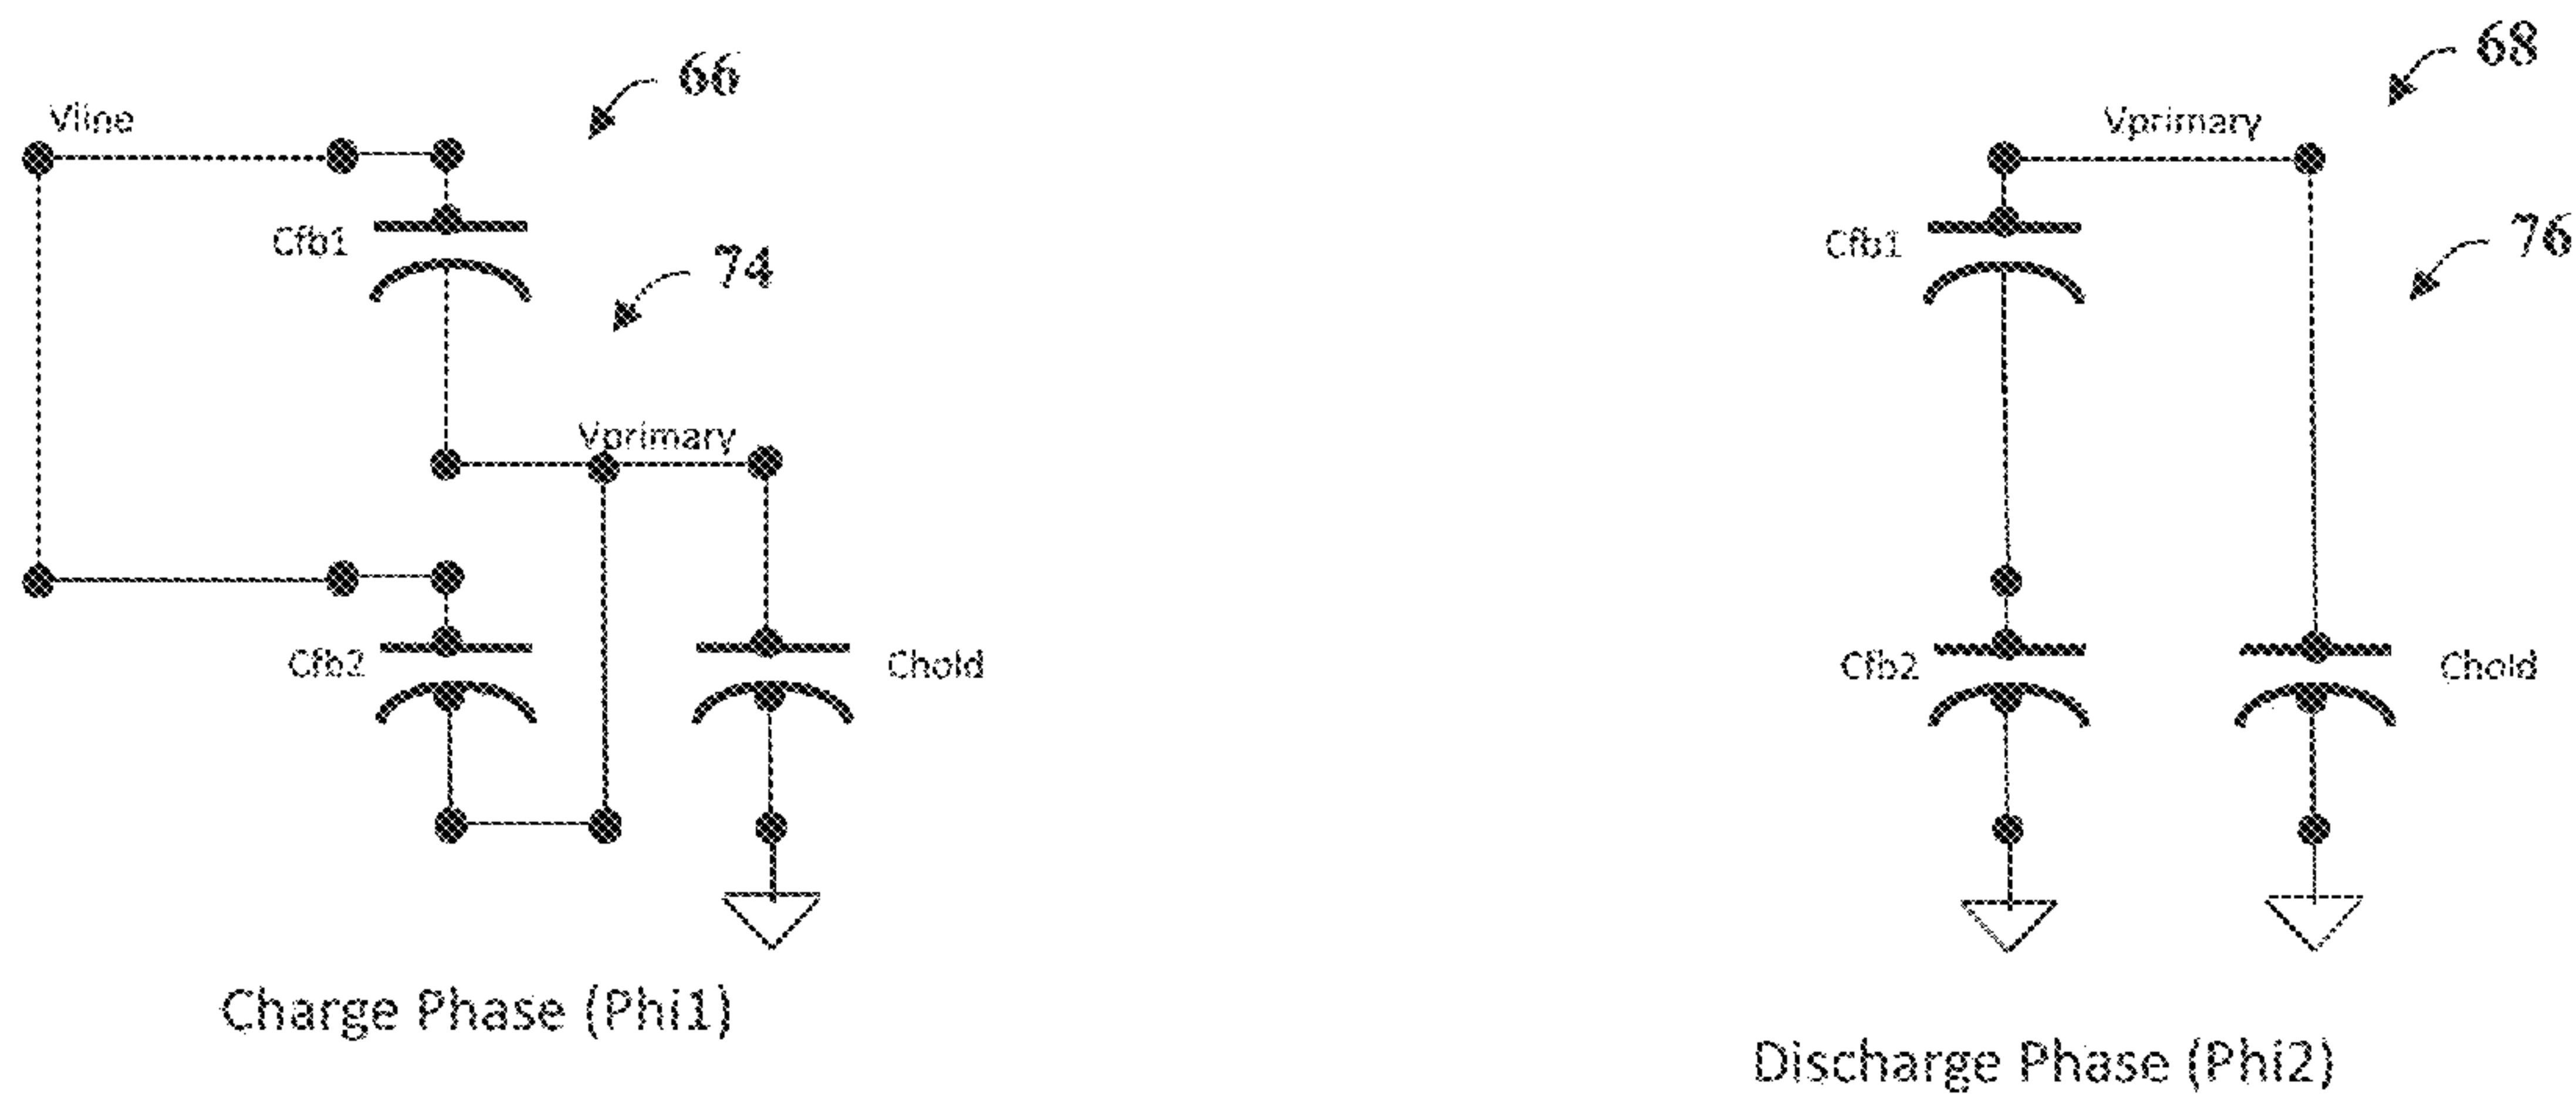 66
Vline
Cfb1
74
Vprimary
Cfb2
Chold
Charge Phase (Phi1)
68
Vprimary
Cfb1
76
Cfb2
Chold
Discharge Phase (Phi2)